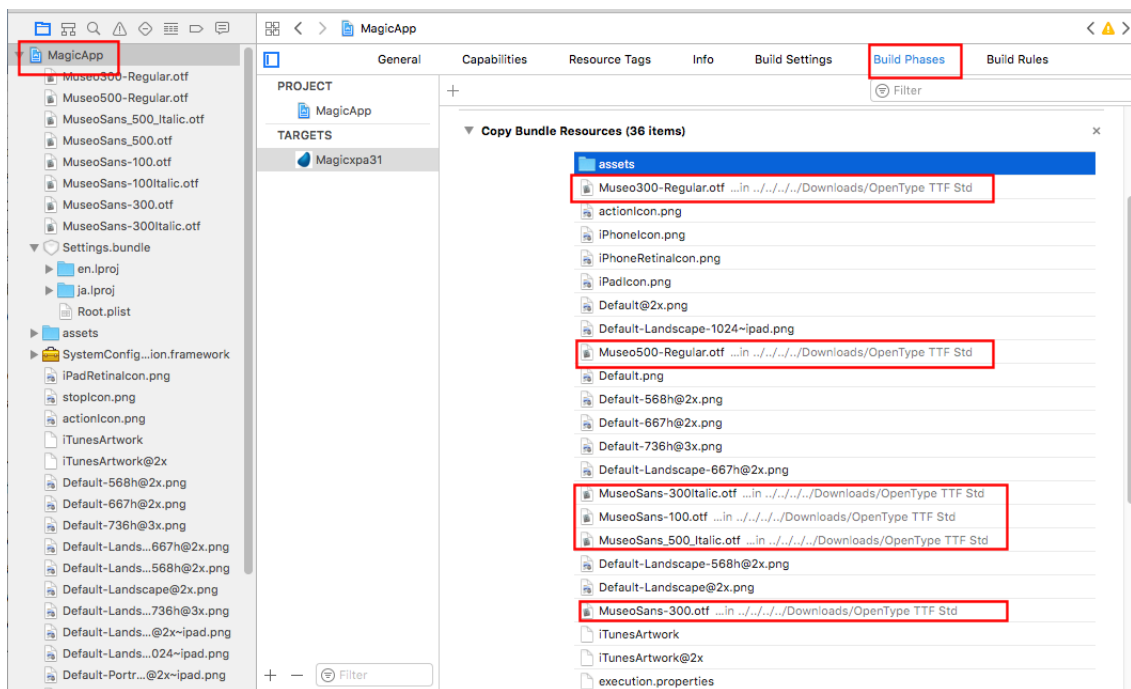 MagicApp
MagicApp
Museo300-Regular.otf
Museo500-Regular.otf
MuseoSans_500_Italic.otf
MuseoSans_500.otf
MuseoSans-100.otf
MuseoSans-100Italic.otf
MuseoSans-300.otf
MuseoSans-300Italic.otf
Settings.bundle
en.lproj
ja.lproj
Root.plist
assets
SystemConfig...ion.framework
iPadRetinaIcon.png
stopIcon.png
actionIcon.png
iTunesArtwork
iTunesArtwork@2x
Default-568h@2x.png
Default-667h@2x.png
Default-736h@3x.png
Default-Lands...667h@2x.png
Default-Lands...568h@2x.png
Default-Landscape@2x.png
Default-Lands...736h@3x.png
Default-Lands...@2x~ipad.png
Default-Lands...024~ipad.png
Default-Portr...@2x~ipad.png
General Capabilities Resource Tags Info Build Settings Build Phases Build Rules
PROJECT
MagicApp
TARGETS
Magicxpa31
Filter
Filter
Copy Bundle Resources (36 items)
assets
Museo300-Regular.otf ...in ../../../../Downloads/OpenType TTF Std
actionIcon.png
iPhoneIcon.png
iPhoneRetinaIcon.png
iPadIcon.png
Default@2x.png
Default-Landscape-1024~ipad.png
Museo500-Regular.otf ...in ../../../../Downloads/OpenType TTF Std
Default.png
Default-568h@2x.png
Default-667h@2x.png
Default-736h@3x.png
Default-Landscape-667h@2x.png
MuseoSans-300Italic.otf ...in ../../../../Downloads/OpenType TTF Std
MuseoSans-100.otf ...in ../../../../Downloads/OpenType TTF Std
MuseoSans_500_Italic.otf ...in ../../../../Downloads/OpenType TTF Std
Default-Landscape-568h@2x.png
Default-Landscape@2x.png
MuseoSans-300.otf ...in ../../../../Downloads/OpenType TTF Std
iTunesArtwork
iTunesArtwork@2x
execution.properties